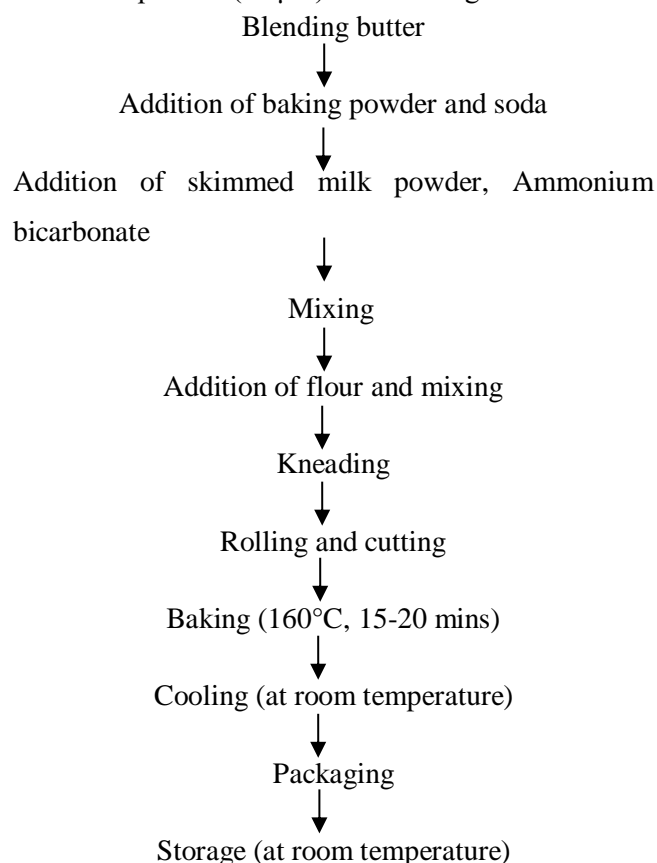 Blending butter
Addition of baking powder and soda
Addition of skimmed milk powder, Ammonium
bicarbonate
Mixing
Addition of flour and mixing
Kneading
Rolling and cutting
Baking (160°C, 15-20 mins)
Cooling (at room temperature)
Packaging
Storage (at room temperature)